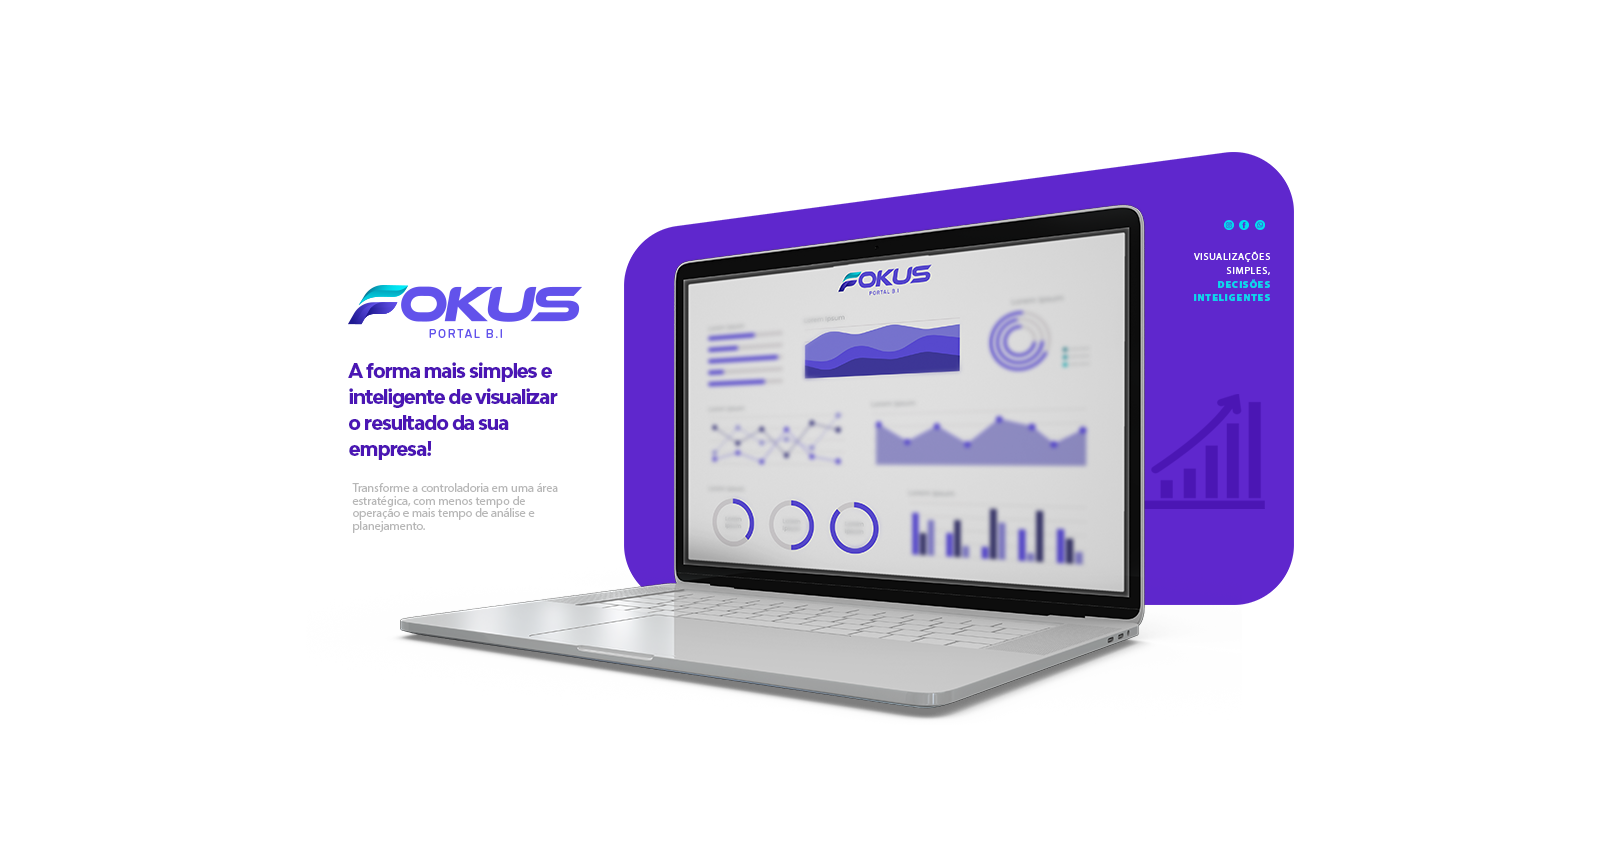 FOKUS
PORTAL B.I
A forma mais simples e
inteligente de visualizar
o resultado da sua
empresa!
Transforme a controladoria em uma área
estratégica, com menos tempo de
operação e mais tempo de análise e
planejamento.
FOKUS
PORTAL B.I
VISUALIZAÇÕES
SIMPLES,
DECISÕES
INTELIGENTES